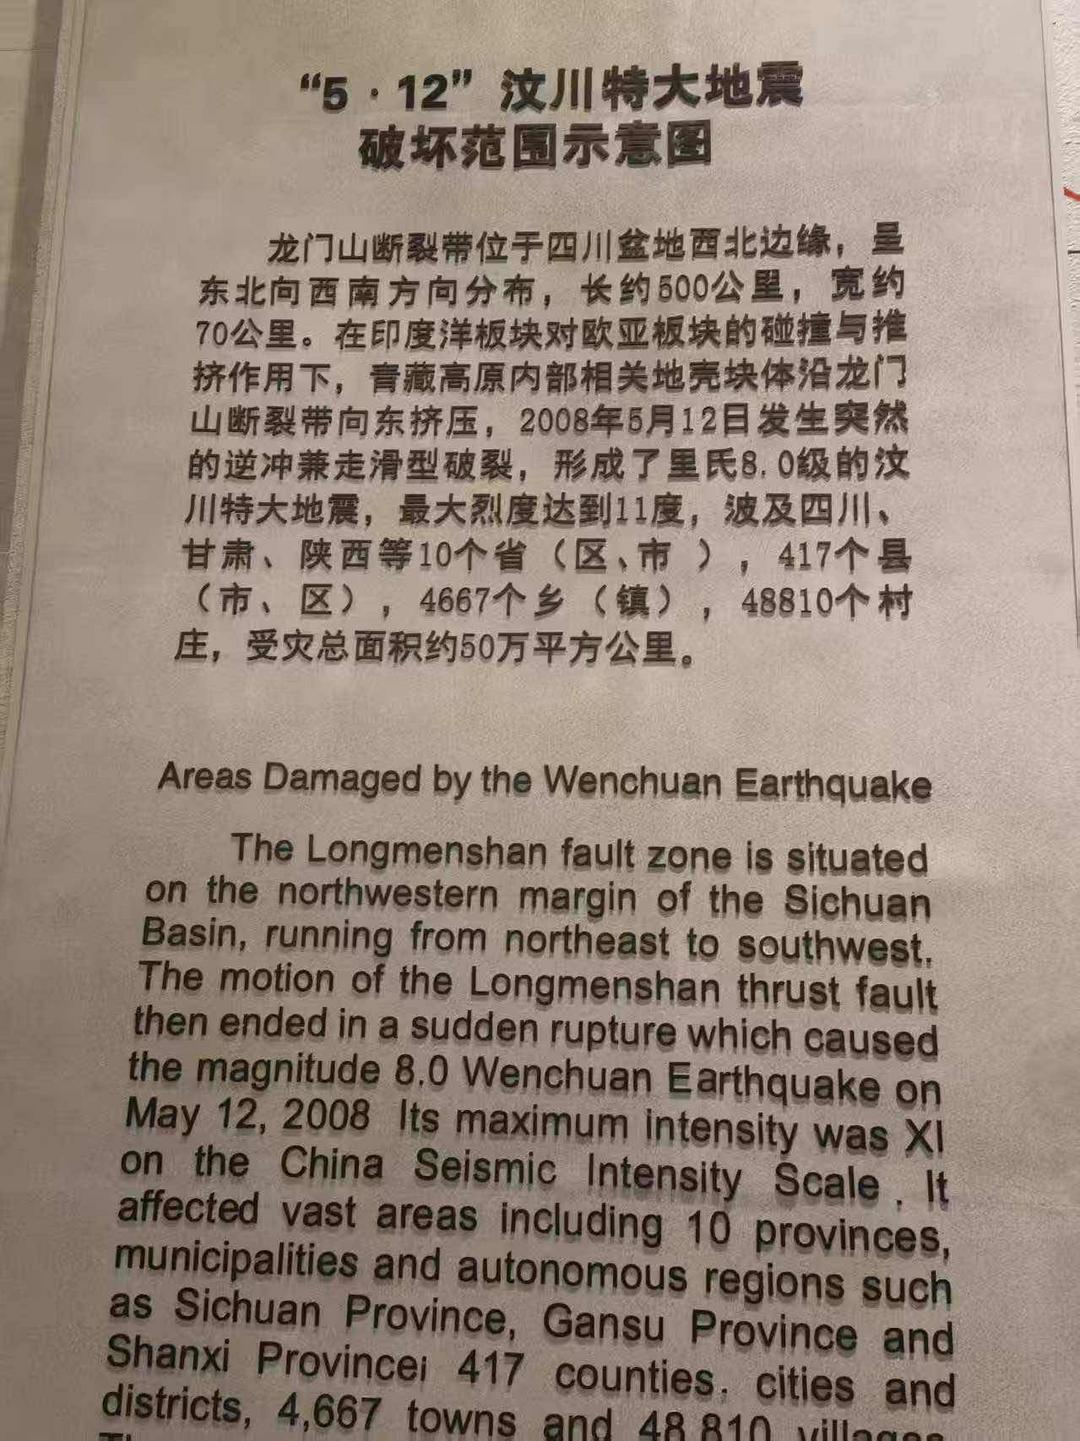 “5·12”汶川特大地震
破坏范围示意图
龙门山断裂带位于四川盆地西北边缘，呈
东北向西南方向分布，长约500公里，宽约
70公里。在印度洋板块对欧亚板块的碰撞与推
挤作用下，青藏高原内部相关地壳块体沿龙门
山断裂带向东挤压，2008年5月12日发生突然
的逆冲兼走滑型破裂，形成了里氏8.0级的汶
川特大地震，最大烈度达到11度，波及四川、
甘肃、陕西等10个省（区、市），417个县
（市、区），4667个乡（镇），48810个村
庄，受灾总面积约50万平方公里。
Areas Damaged by the Wenchuan Earthquake
The Longmenshan fault zone is situated
on the northwestern margin of the Sichuan
Basin, running from northeast to southwest.
The motion of the Longmenshan thrust fault
then ended in a sudden rupture which caused
the magnitude 8.0 Wenchuan Earthquake on
May 12, 2008 Its maximum intensity was XI
on the China Seismic Intensity Scale . It
affected vast areas including 10 provinces,
municipalities and autonomous regions such
as Sichuan Province, Gansu Province and
Shanxi Province; 417 counties, cities and
districts, 4,667 towns and 48,810 villages